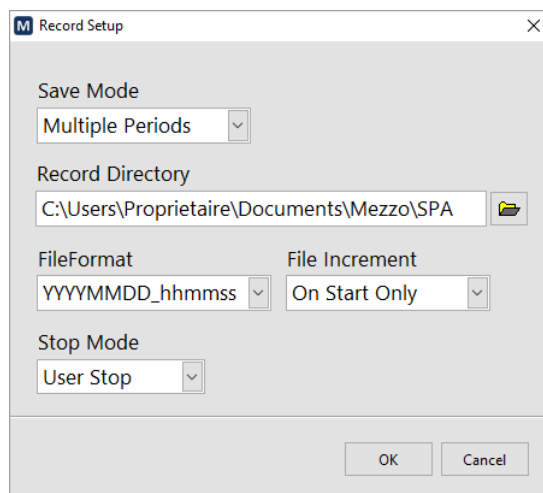 M Record Setup
Save Mode
Multiple Periods
Record Directory
C:\Users\Proprietaire\Documents\Mezzo\SPA
FileFormat File Increment
YYYYMMDD_hhmmss On Start Only
Stop Mode
User Stop
OK Cancel